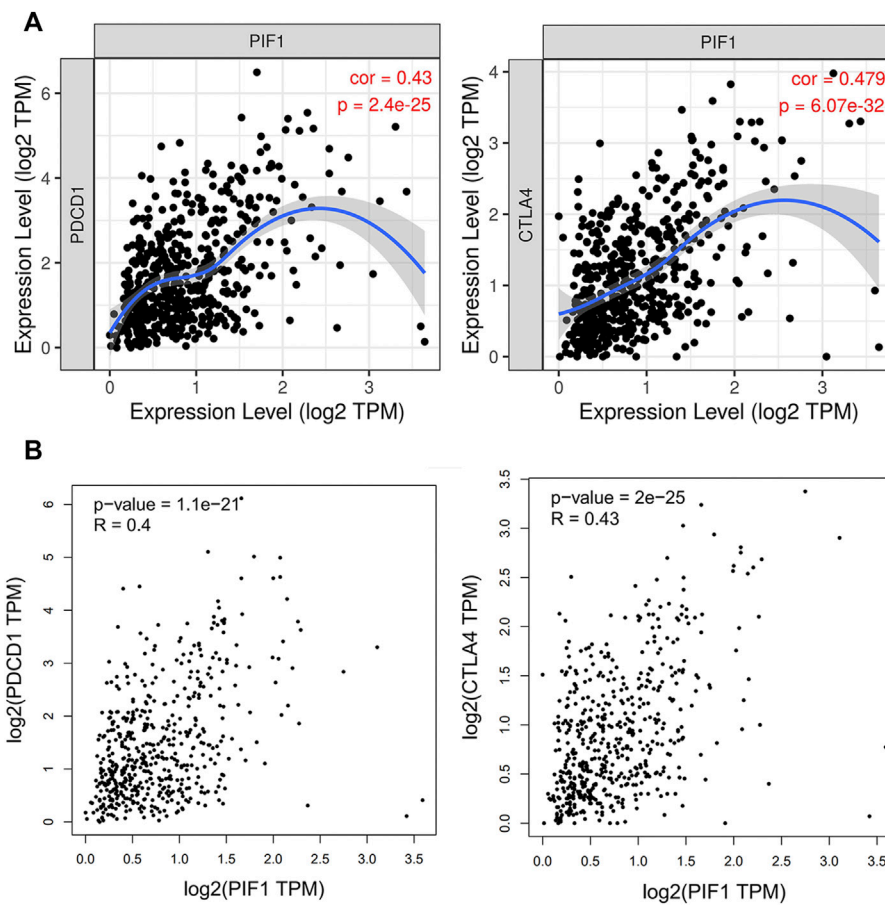 A
PIF1
PDCD1
Expression Level (log2 TPM)
6
4
2
0
cor = 0.43
p = 2.4e-25
0 1 2 3
Expression Level (log2 TPM)
PIF1
CTLA4
Expression Level (log2 TPM)
4
3
2
1
0
cor = 0.479
p = 6.07e-32
0 1 2 3
Expression Level (log2 TPM)
B
log2(PDCD1 TPM)
6
5
4
3
2
1
0
p-value = 1.1e−21
R = 0.4
0.0 0.5 1.0 1.5 2.0 2.5 3.0 3.5
log2(PIF1 TPM)
log2(CTLA4 TPM)
3.5
3.0
2.5
2.0
1.5
1.0
0.5
0.0
p-value = 2e−25
R = 0.43
0.0 0.5 1.0 1.5 2.0 2.5 3.0 3.5
log2(PIF1 TPM)